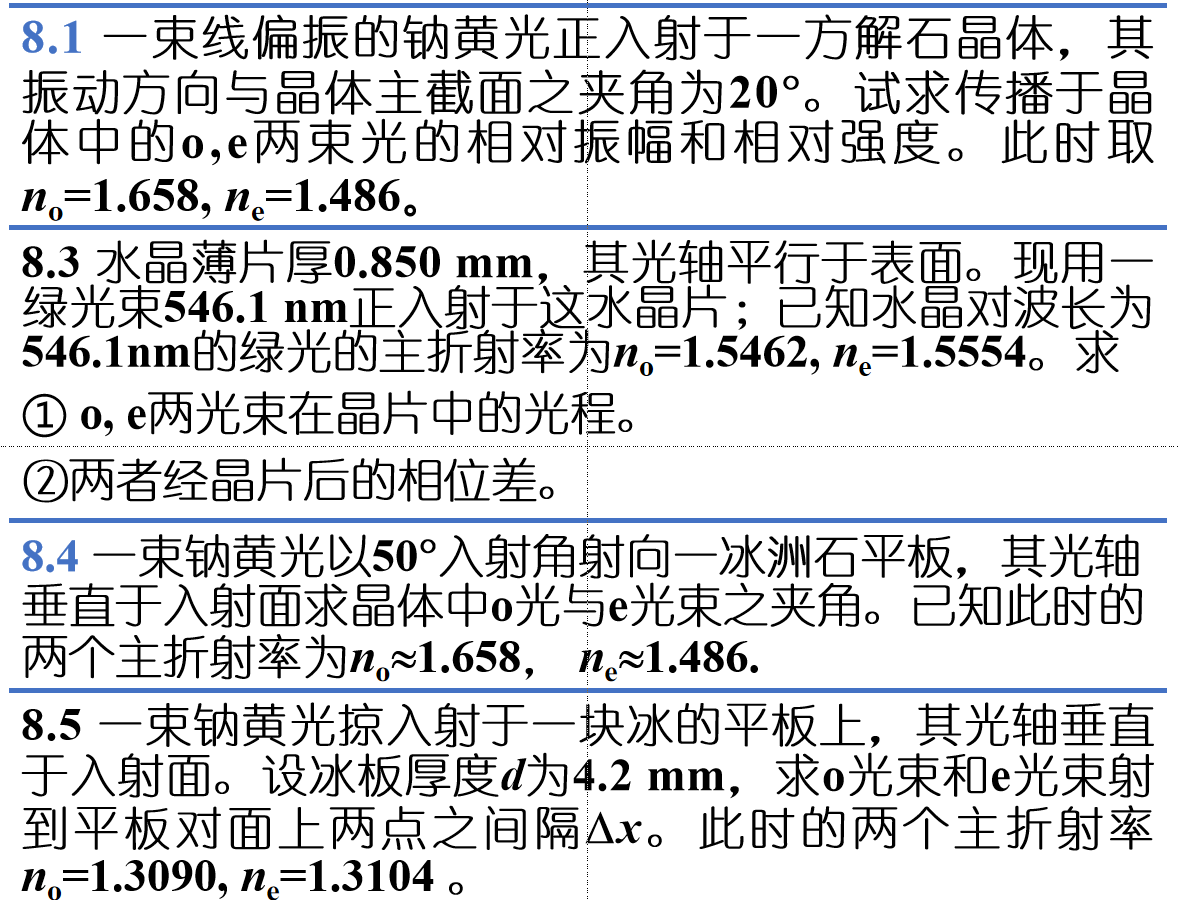 8.1 一束线偏振的钠黄光正入射于一方解石晶体，其
振动方向与晶体主截面之夹角为20°。试求传播于晶
体中的o,e两束光的相对振幅和相对强度。此时取
no=1.658, ne=1.486。
8.3 水晶薄片厚0.850 mm，其光轴平行于表面。现用一
绿光束546.1 nm正入射于这水晶片；已知水晶对波长为
546.1nm的绿光的主折射率为no=1.5462, ne=1.5554。求
① o, e两光束在晶片中的光程。
②两者经晶片后的相位差。
8.4 一束钠黄光以50°入射角射向一冰洲石平板，其光轴
垂直于入射面求晶体中o光与e光束之夹角。已知此时的
两个主折射率为no≈1.658， ne≈1.486.
8.5 一束钠黄光掠入射于一块冰的平板上，其光轴垂直
于入射面。设冰板厚度d为4.2 mm，求o光束和e光束射
到平板对面上两点之间隔Δx。此时的两个主折射率
no=1.3090, ne=1.3104 。